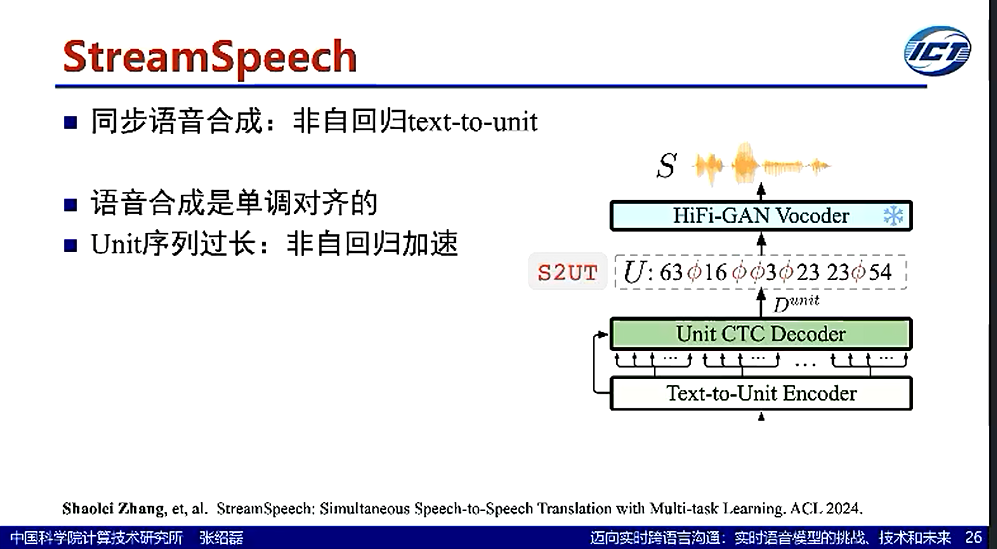 StreamSpeech
ICT
■ 同步语音合成：非自回归text-to-unit
■ 语音合成是单调对齐的
■ Unit序列过长：非自回归加速
S
HiFi-GAN Vocoder
S2UT U: 63 ϕ 16 ϕ ϕ 3 ϕ 23 23 ϕ 54
D^unit
Unit CTC Decoder
... ... ... ...
Text-to-Unit Encoder
Shaolei Zhang, et, al. StreamSpeech: Simultaneous Speech-to-Speech Translation with Multi-task Learning. ACL 2024.
中国科学院计算技术研究所 张绍磊 迈向实时跨语言沟通：实时语音模型的挑战、技术和未来 26